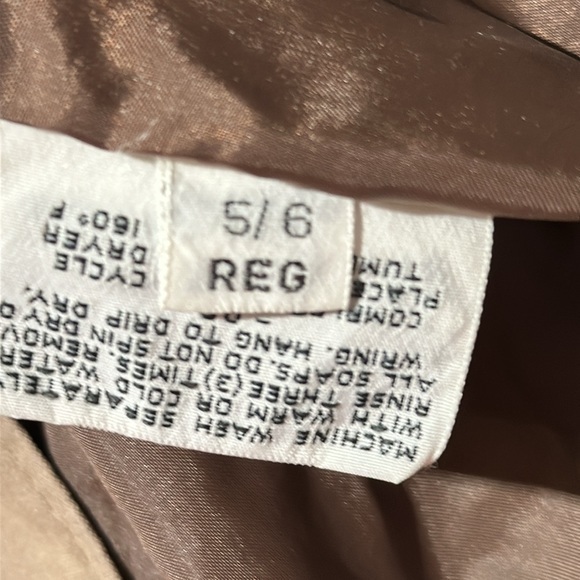 5/6
REG
MACHINE WASH SEPARATELY
WITH WARM OR COLD WATER
RINSE THREE (3) TIMES
ALL SOAPS. DO NOT SPIN DRY
WRING. HANG TO DRIP DRY.
CYCLE
PLACE DRYER
160° F